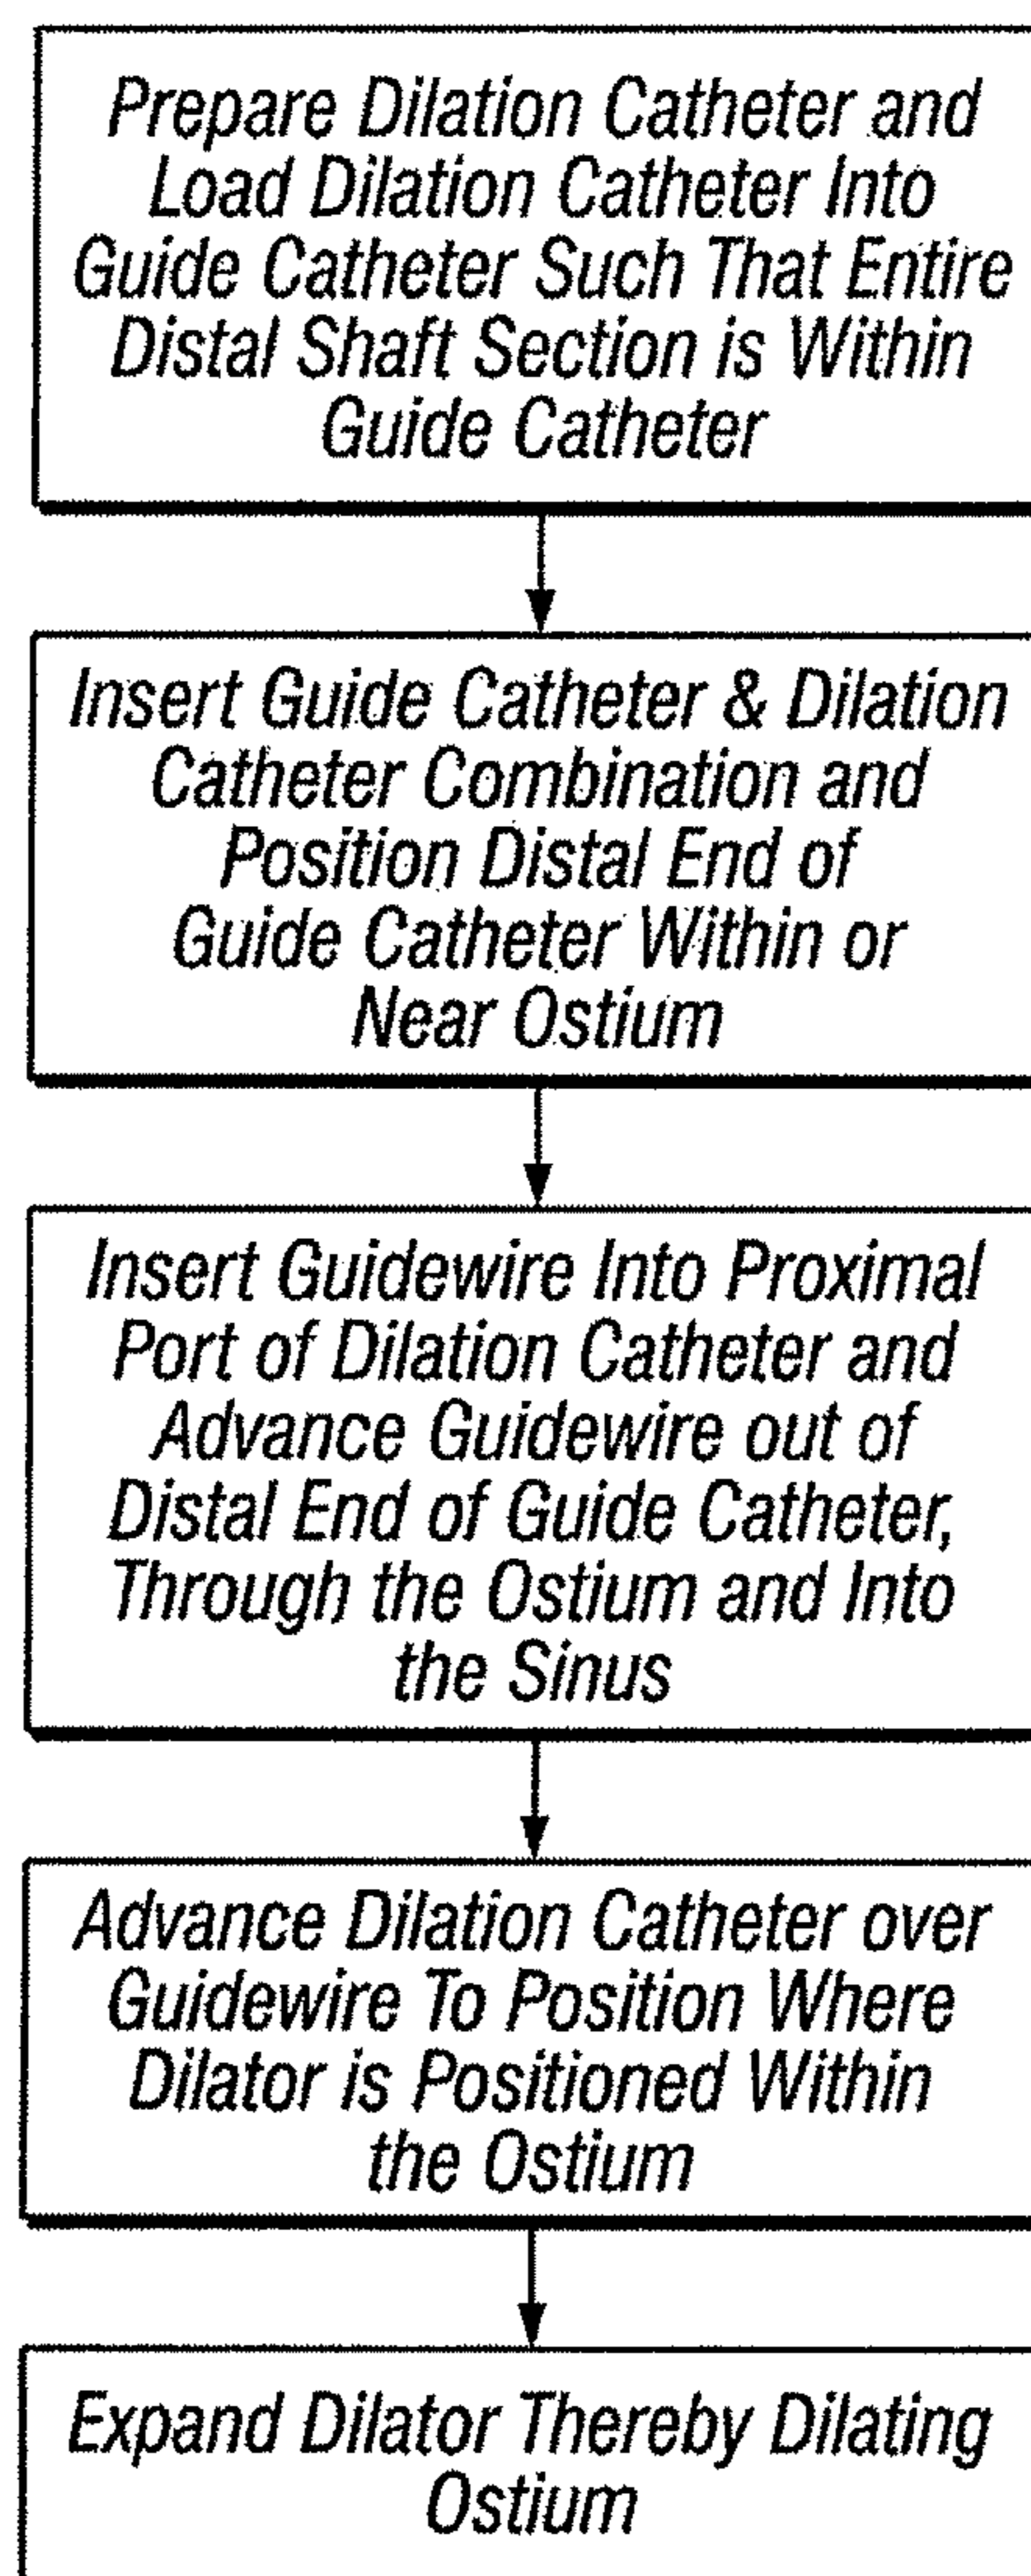 Prepare Dilation Catheter and
Load Dilation Catheter Into
Guide Catheter Such That Entire
Distal Shaft Section is Within
Guide Catheter
Insert Guide Catheter & Dilation
Catheter Combination and
Position Distal End of
Guide Catheter Within or
Near Ostium
Insert Guidewire Into Proximal
Port of Dilation Catheter and
Advance Guidewire out of
Distal End of Guide Catheter,
Through the Ostium and Into
the Sinus
Advance Dilation Catheter over
Guidewire To Position Where
Dilator is Positioned Within
the Ostium
Expand Dilator Thereby Dilating
Ostium